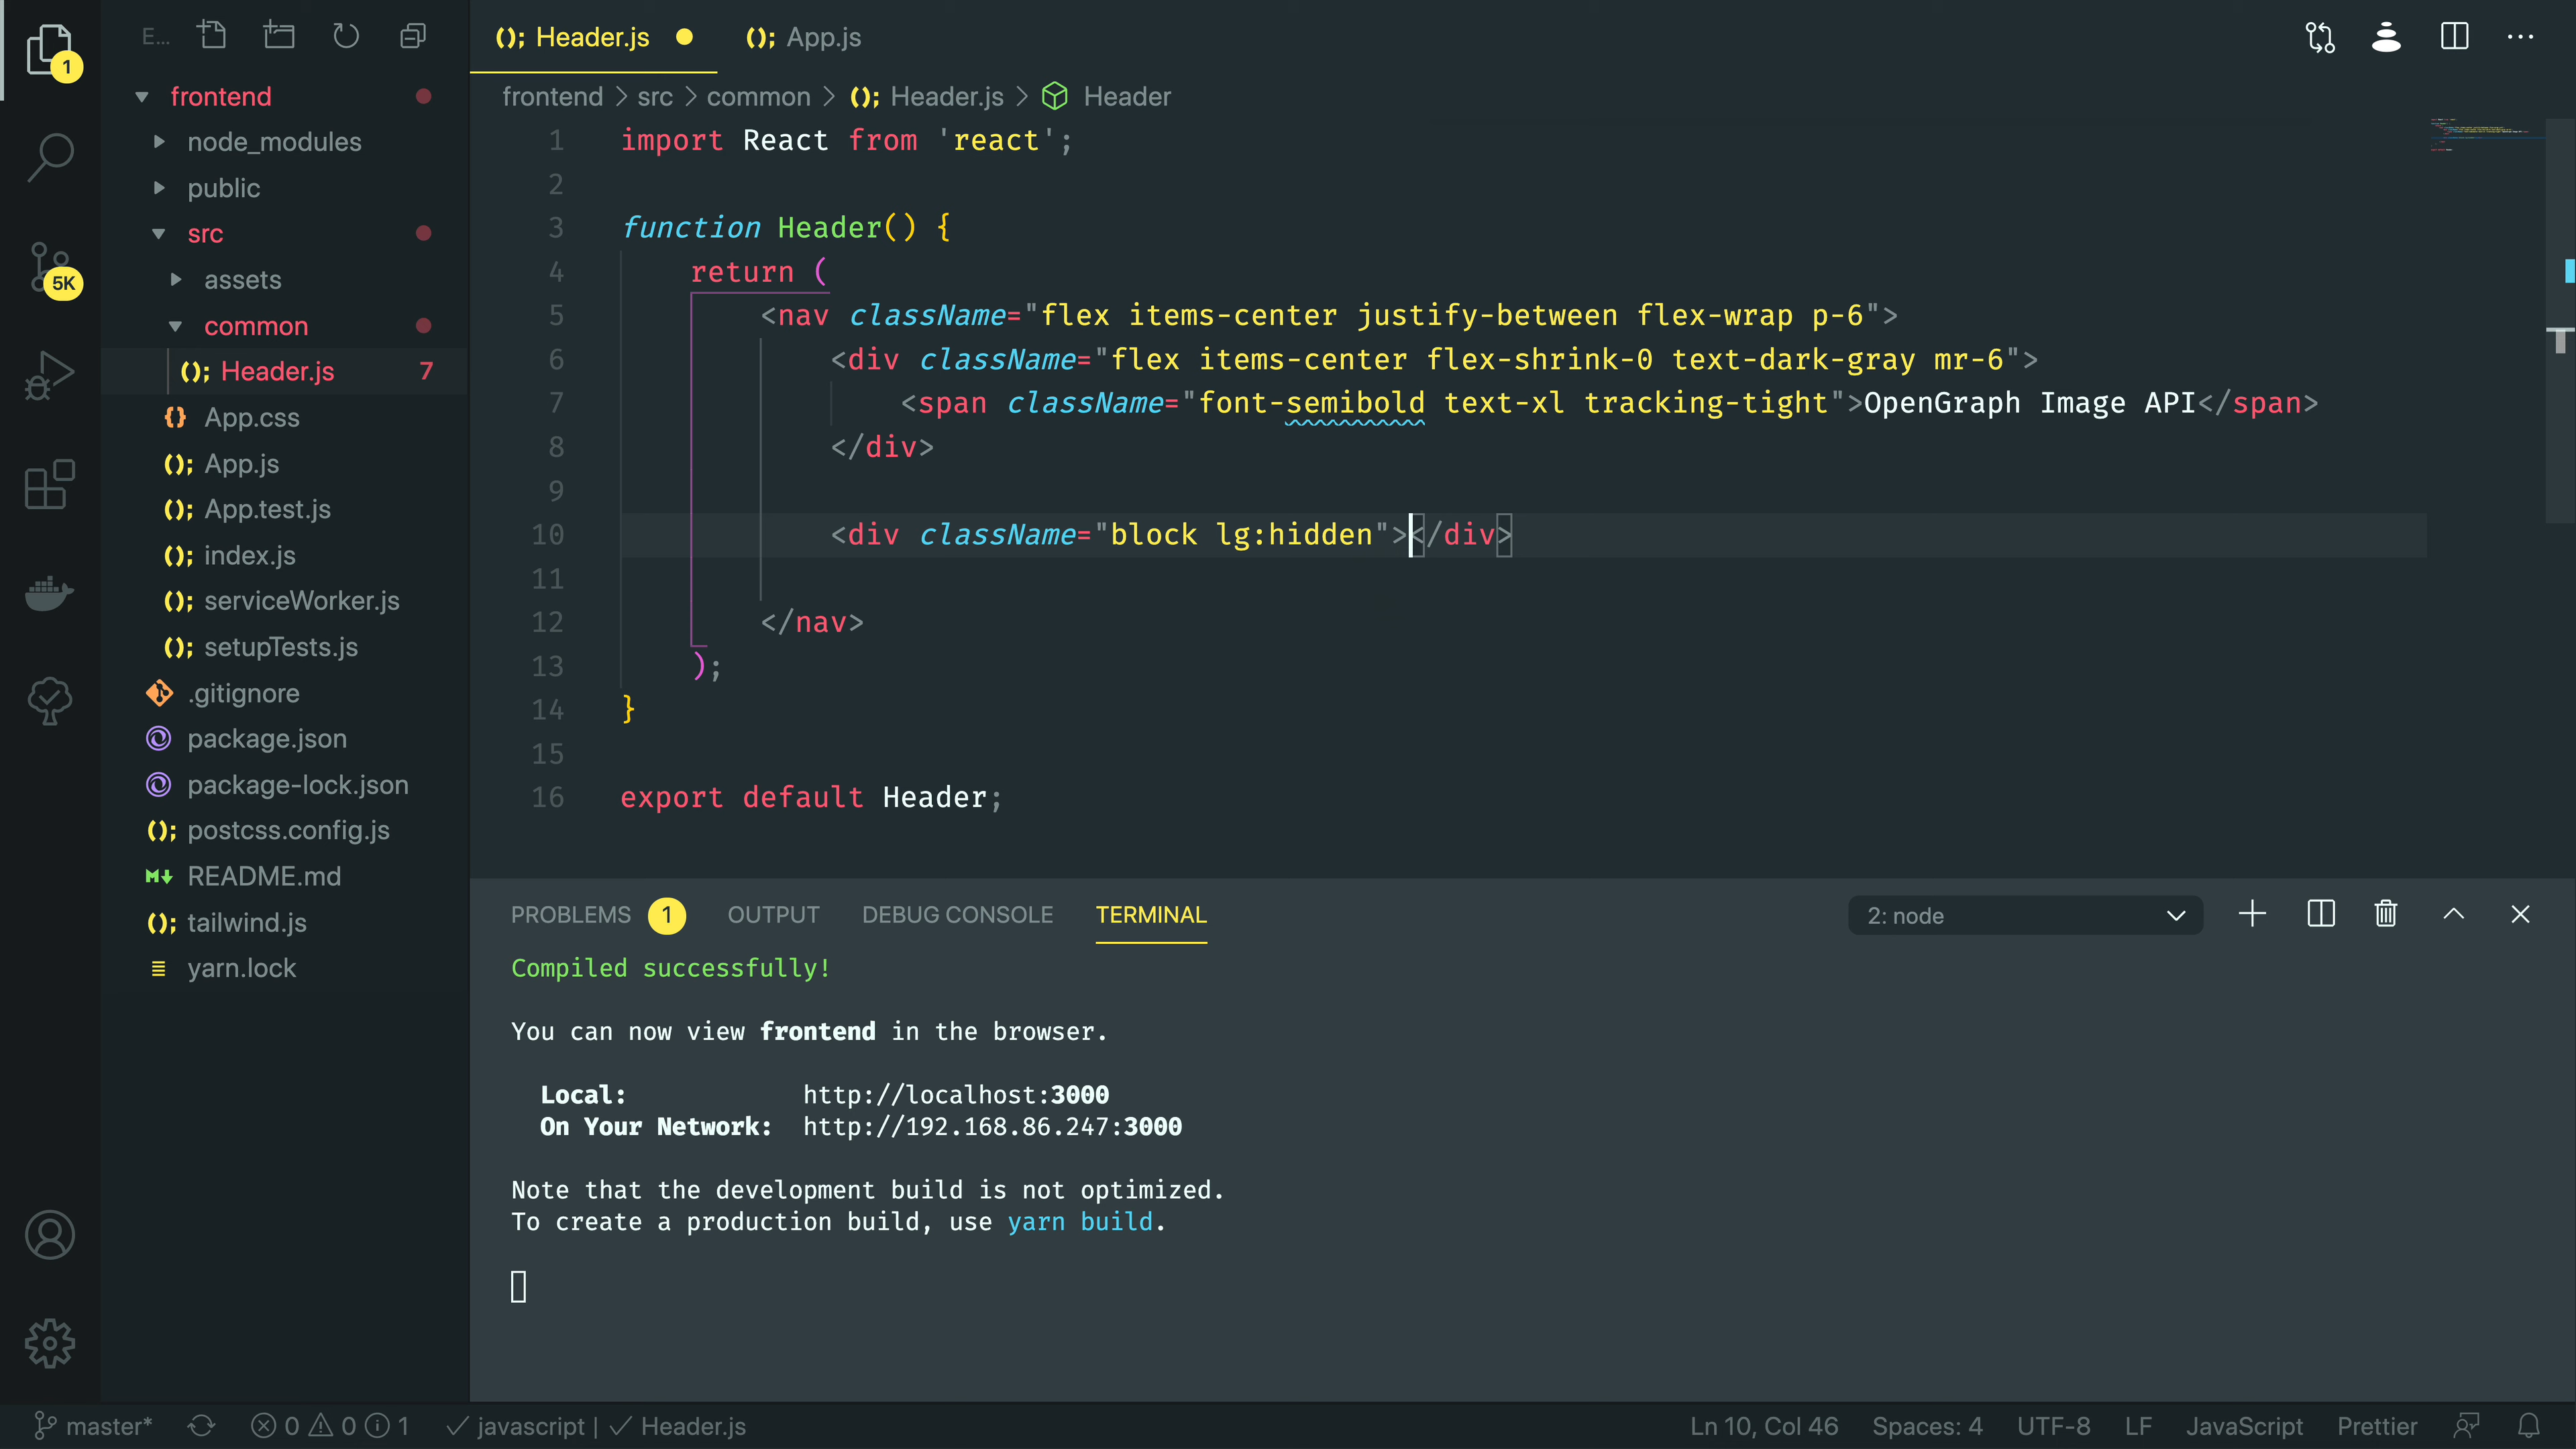 1
5K
E...
frontend
node_modules
public
src
assets
common
(); Header.js 7
{} App.css
(); App.js
(); App.test.js
(); index.js
(); serviceWorker.js
(); setupTests.js
.gitignore
package.json
package-lock.json
(); postcss.config.js
M↓ README.md
(); tailwind.js
yarn.lock
(); Header.js (); App.js
frontend > src > common > (); Header.js > Header
1 import React from 'react';
2
3 function Header() {
4 return (
5 <nav className="flex items-center justify-between flex-wrap p-6">
6 <div className="flex items-center flex-shrink-0 text-dark-gray mr-6">
7 <span className="font-semibold text-xl tracking-tight">OpenGraph Image API</span>
8 </div>
9
10 <div className="block lg:hidden"></div>
11
12 </nav>
13 );
14 }
15
16 export default Header;
PROBLEMS 1 OUTPUT DEBUG CONSOLE TERMINAL 2: node
Compiled successfully!
You can now view frontend in the browser.
Local: http://localhost:3000
On Your Network: http://192.168.86.247:3000
Note that the development build is not optimized.
To create a production build, use yarn build.
master* 0 0 1 ✓ javascript | ✓ Header.js Ln 10, Col 46 Spaces: 4 UTF-8 LF JavaScript Prettier